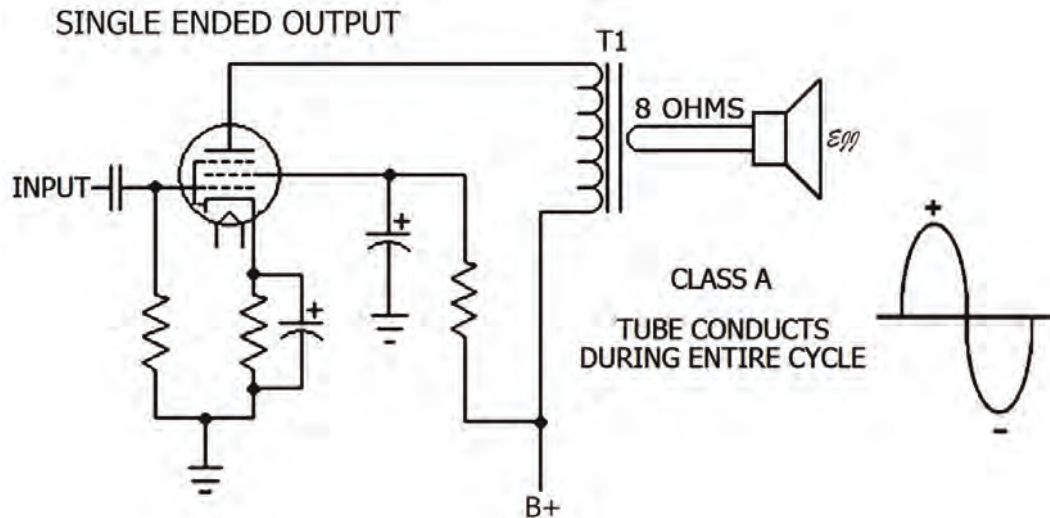 SINGLE ENDED OUTPUT
T1
8 OHMS
INPUT
+
+
+
CLASS A
TUBE CONDUCTS
DURING ENTIRE CYCLE
-
B+